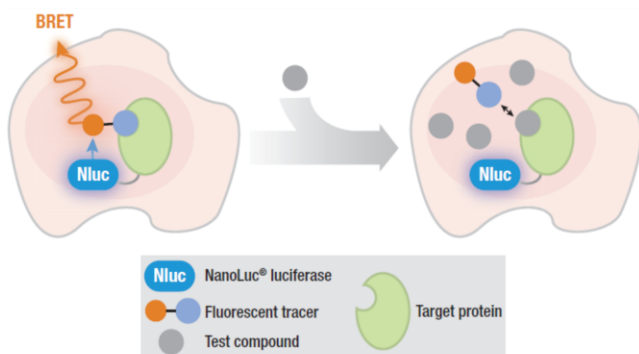 BRET
Nluc
Nluc
Nluc NanoLuc® luciferase
Fluorescent tracer
Target protein
Test compound